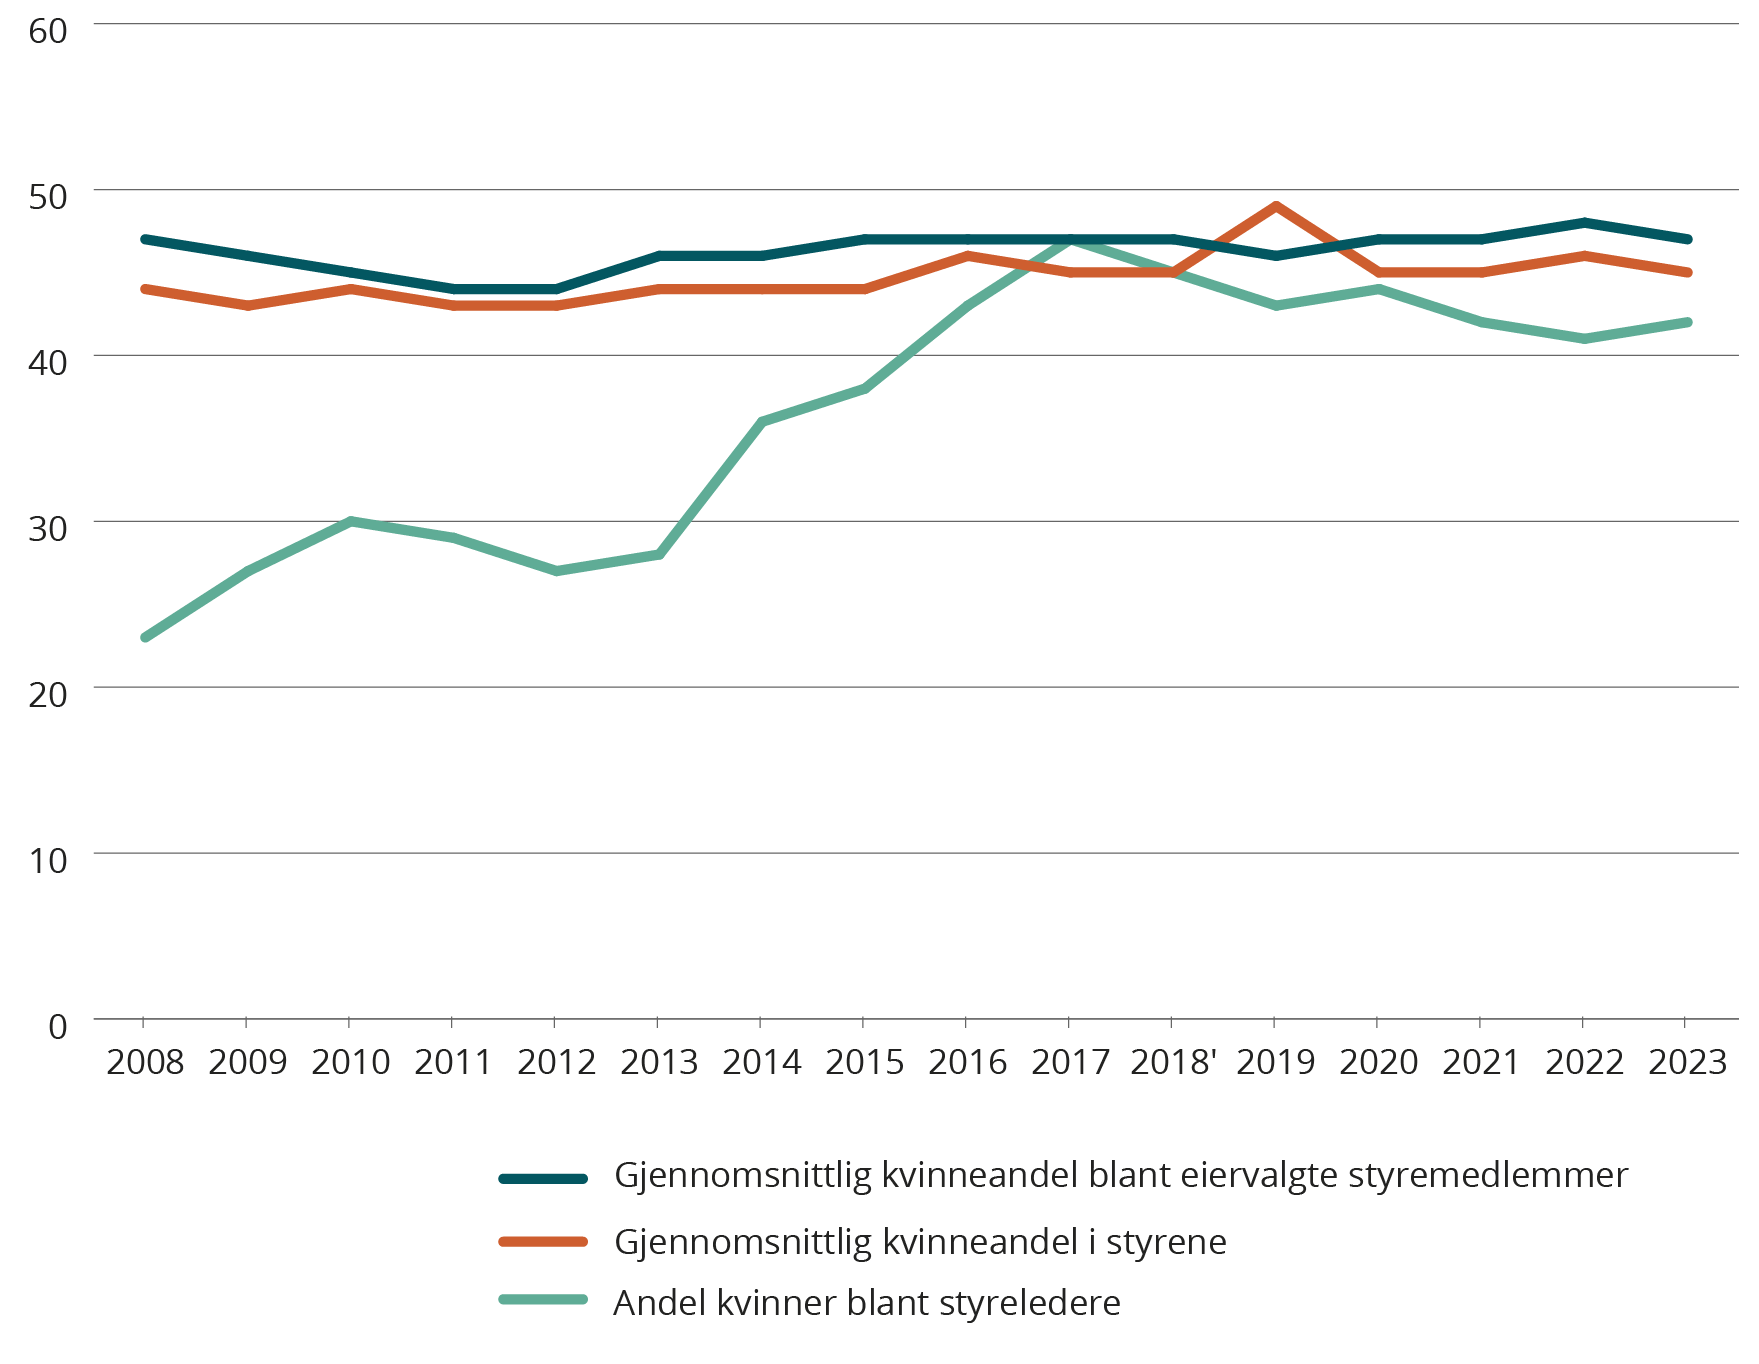 60
50
40
30
20
10
0
2008 2009 2010 2011 2012 2013 2014 2015 2016 2017 2018' 2019 2020 2021 2022 2023
Gjennomsnittlig kvinneandel blant eiervalgte styremedlemmer
Gjennomsnittlig kvinneandel i styrene
Andel kvinner blant styreledere